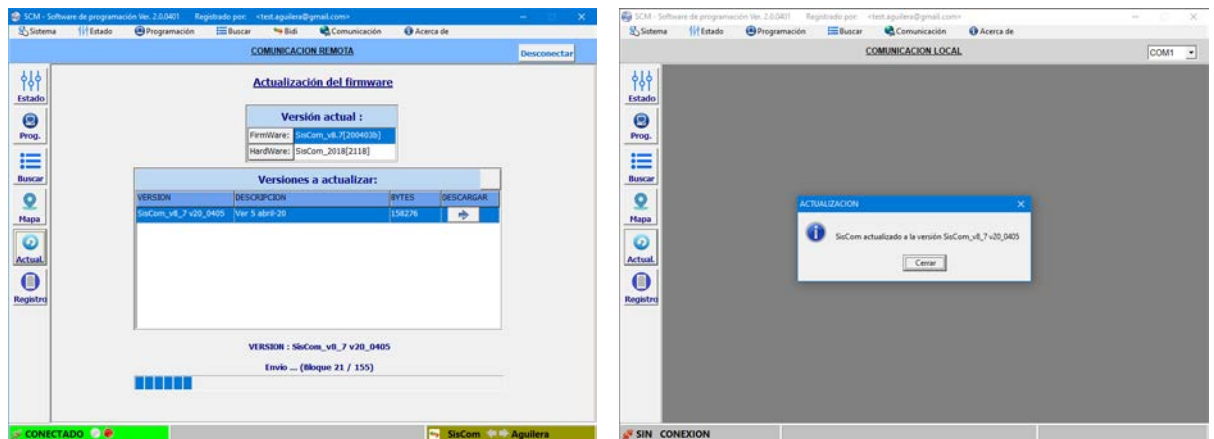 SCM - Software de programación Ver. 2.0.0401 Registrado por: <test.aguilera@gmail.com>
Sistema Estado Programación Buscar Bidi Comunicación Acerca de
COMUNICACION REMOTA
Desconectar
Estado
Prog.
Buscar
Mapa
Actual.
Registro
Actualización del firmware
Versión actual :
FirmWare: SisCom_v8.7[200403b]
HardWare: SisCom_2018[2118]
Versiones a actualizar:
VERSION DESCRIPCION BYTES DESCARGAR
SisCom_v8_7 v20_0405 Ver 5 abril-20 158276
VERSION : SisCom_v8_7 v20_0405
Envio ... (Bloque 21 / 155)
CONECTADO
SisCom Aguilera
SCM - Software de programación Ver. 2.0.0401 Registrado por: <test.aguilera@gmail.com>
Sistema Estado Programación Buscar Comunicación Acerca de
COMUNICACION LOCAL
COM1
Estado
Prog.
Buscar
Mapa
Actual.
Registro
ACTUALIZACION
SisCom actualizado a la versión SisCom_v8_7 v20_0405
Cerrar
SIN CONEXION